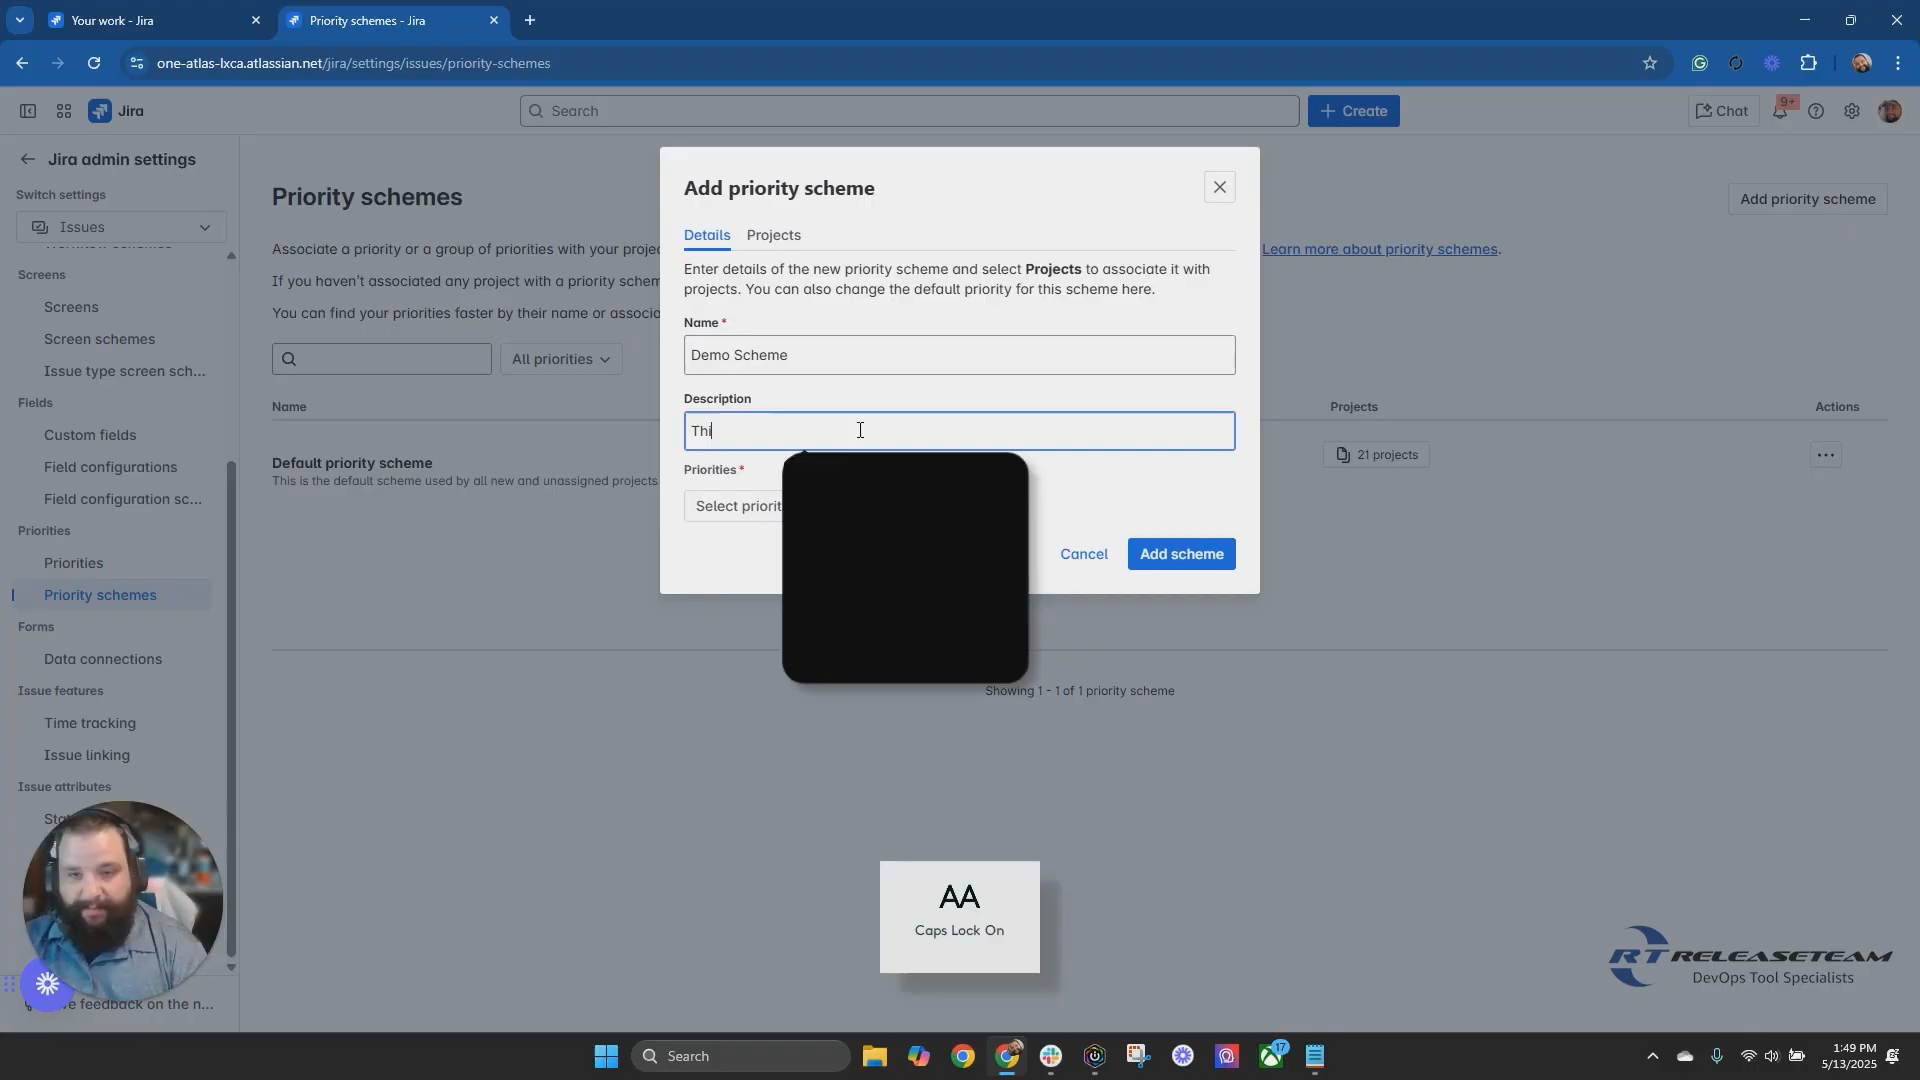 Your work - Jira
Priority schemes - Jira
one-atlas-lxca.atlassian.net/jira/settings/issues/priority-schemes
Jira
Search
Create
Chat
9+
Jira admin settings
Switch settings
Issues
Screens
Screens
Screen schemes
Issue type screen sch...
Fields
Custom fields
Field configurations
Field configuration sc...
Priorities
Priorities
Priority schemes
Forms
Data connections
Issue features
Time tracking
Issue linking
Issue attributes
feedback on the n...
Priority schemes
Add priority scheme
Associate a priority or a group of priorities with your
Learn more about priority schemes.
If you haven't associated any project with a priority
You can find your priorities faster by their name or
All priorities
Name
Projects
Actions
Default priority scheme
This is the default scheme used by all new and unassigned projects
21 projects
Showing 1 - 1 of 1 priority scheme
Add priority scheme
Details
Projects
Enter details of the new priority scheme and select Projects to associate it with
projects. You can also change the default priority for this scheme here.
Name *
Demo Scheme
Description
Thi
Priorities *
Select
Cancel
Add scheme
AA
Caps Lock On
RT RELEASETEAM
DevOps Tool Specialists
Search
17
1:49 PM
5/13/2025